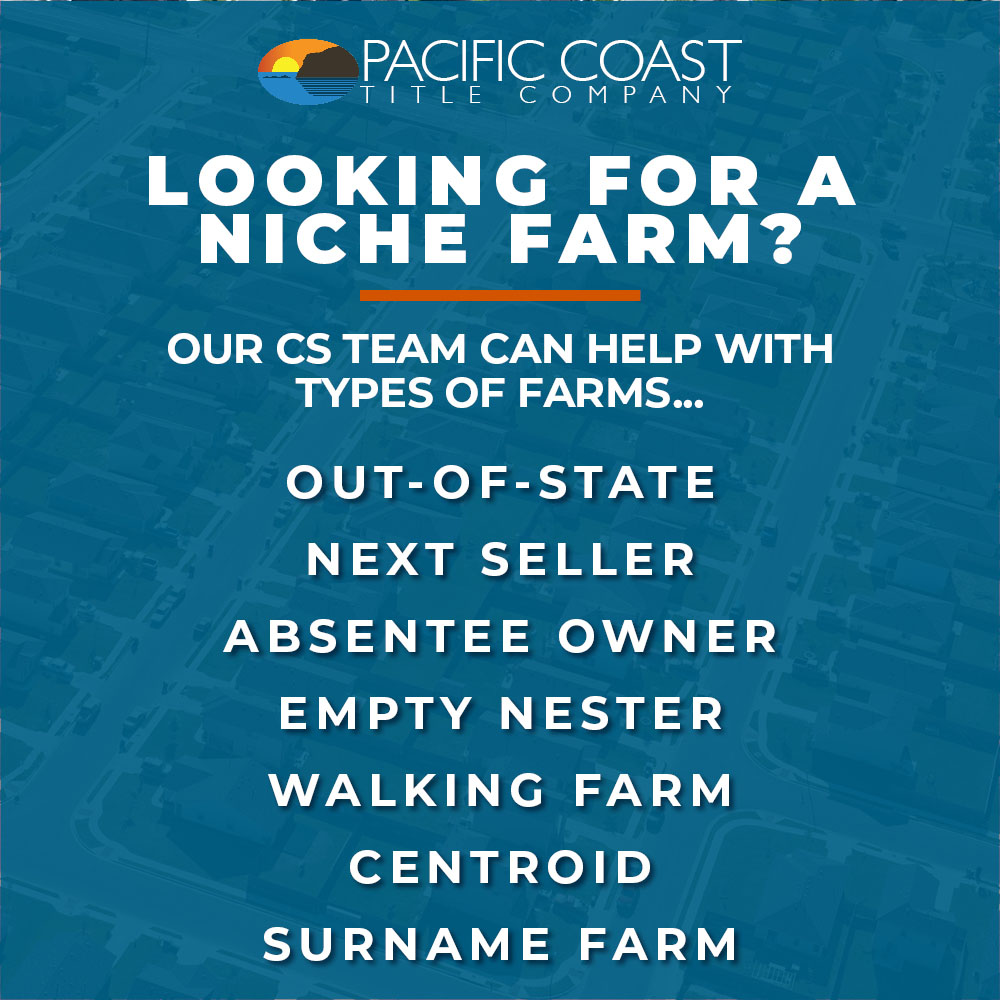 PACIFIC COAST
TITLE COMPANY
LOOKING FOR A
NICHE FARM?
OUR CS TEAM CAN HELP WITH
TYPES OF FARMS...
OUT-OF-STATE
NEXT SELLER
ABSENTEE OWNER
EMPTY NESTER
WALKING FARM
CENTROID
SURNAME FARM